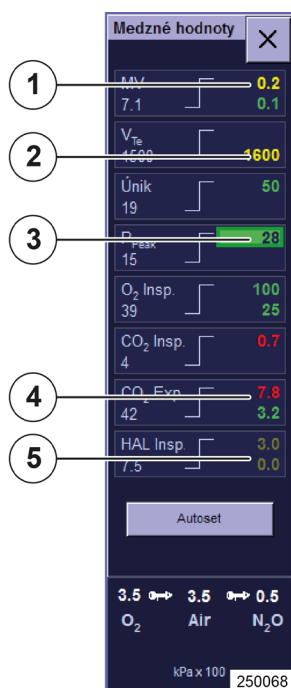 Medzné hodnoty
1
MV
0.2
7.1
0.1
V Te
2
1500
1600
Únik
50
19
3
P Peak
28
15
O2 Insp.
100
39
25
CO2 Insp.
0.7
4
4
CO2 Exp.
7.8
42
3.2
5
HAL Insp.
3.0
7.5
0.0
Autoset
3.5 3.5 0.5
O2 Air N2O
kPa x 100
250068